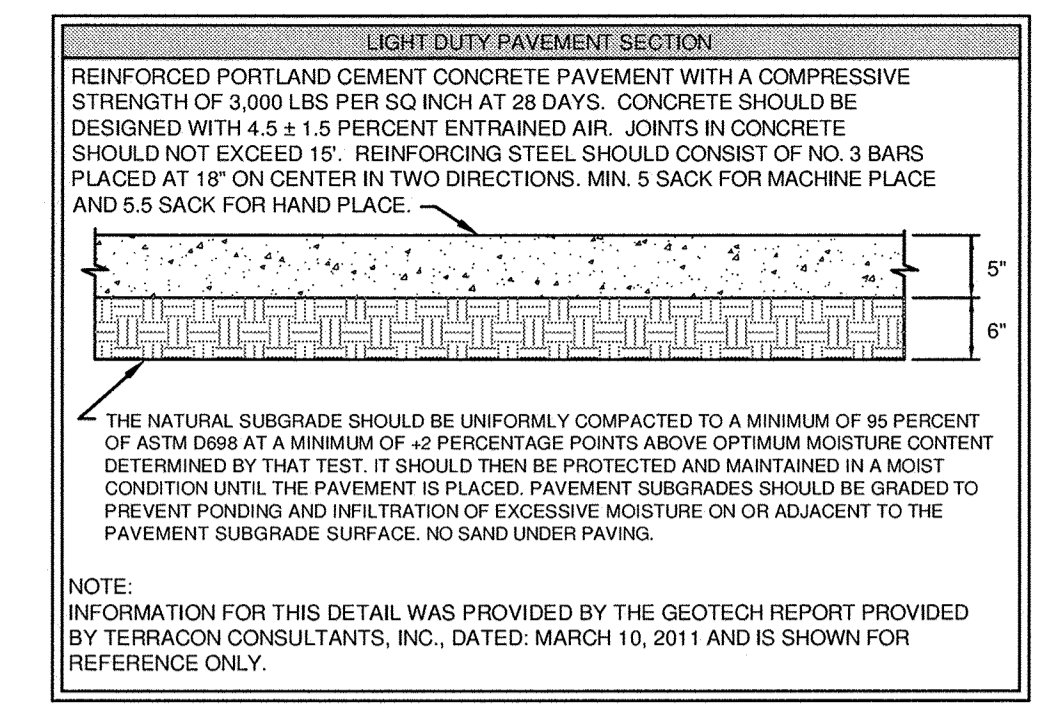 LIGHT DUTY PAVEMENT SECTION
REINFORCED PORTLAND CEMENT CONCRETE PAVEMENT WITH A COMPRESSIVE
STRENGTH OF 3,000 LBS PER SQ INCH AT 28 DAYS. CONCRETE SHOULD BE
DESIGNED WITH 4.5 ± 1.5 PERCENT ENTRAINED AIR. JOINTS IN CONCRETE
SHOULD NOT EXCEED 15'. REINFORCING STEEL SHOULD CONSIST OF NO. 3 BARS
PLACED AT 18" ON CENTER IN TWO DIRECTIONS. MIN. 5 SACK FOR MACHINE PLACE
AND 5.5 SACK FOR HAND PLACE.
5"
6"
THE NATURAL SUBGRADE SHOULD BE UNIFORMLY COMPACTED TO A MINIMUM OF 95 PERCENT
OF ASTM D698 AT A MINIMUM OF +2 PERCENTAGE POINTS ABOVE OPTIMUM MOISTURE CONTENT
DETERMINED BY THAT TEST. IT SHOULD THEN BE PROTECTED AND MAINTAINED IN A MOIST
CONDITION UNTIL THE PAVEMENT IS PLACED. PAVEMENT SUBGRADES SHOULD BE GRADED TO
PREVENT PONDING AND INFILTRATION OF EXCESSIVE MOISTURE ON OR ADJACENT TO THE
PAVEMENT SUBGRADE SURFACE. NO SAND UNDER PAVING.
NOTE:
INFORMATION FOR THIS DETAIL WAS PROVIDED BY THE GEOTECH REPORT PROVIDED
BY TERRACON CONSULTANTS, INC., DATED: MARCH 10, 2011 AND IS SHOWN FOR
REFERENCE ONLY.